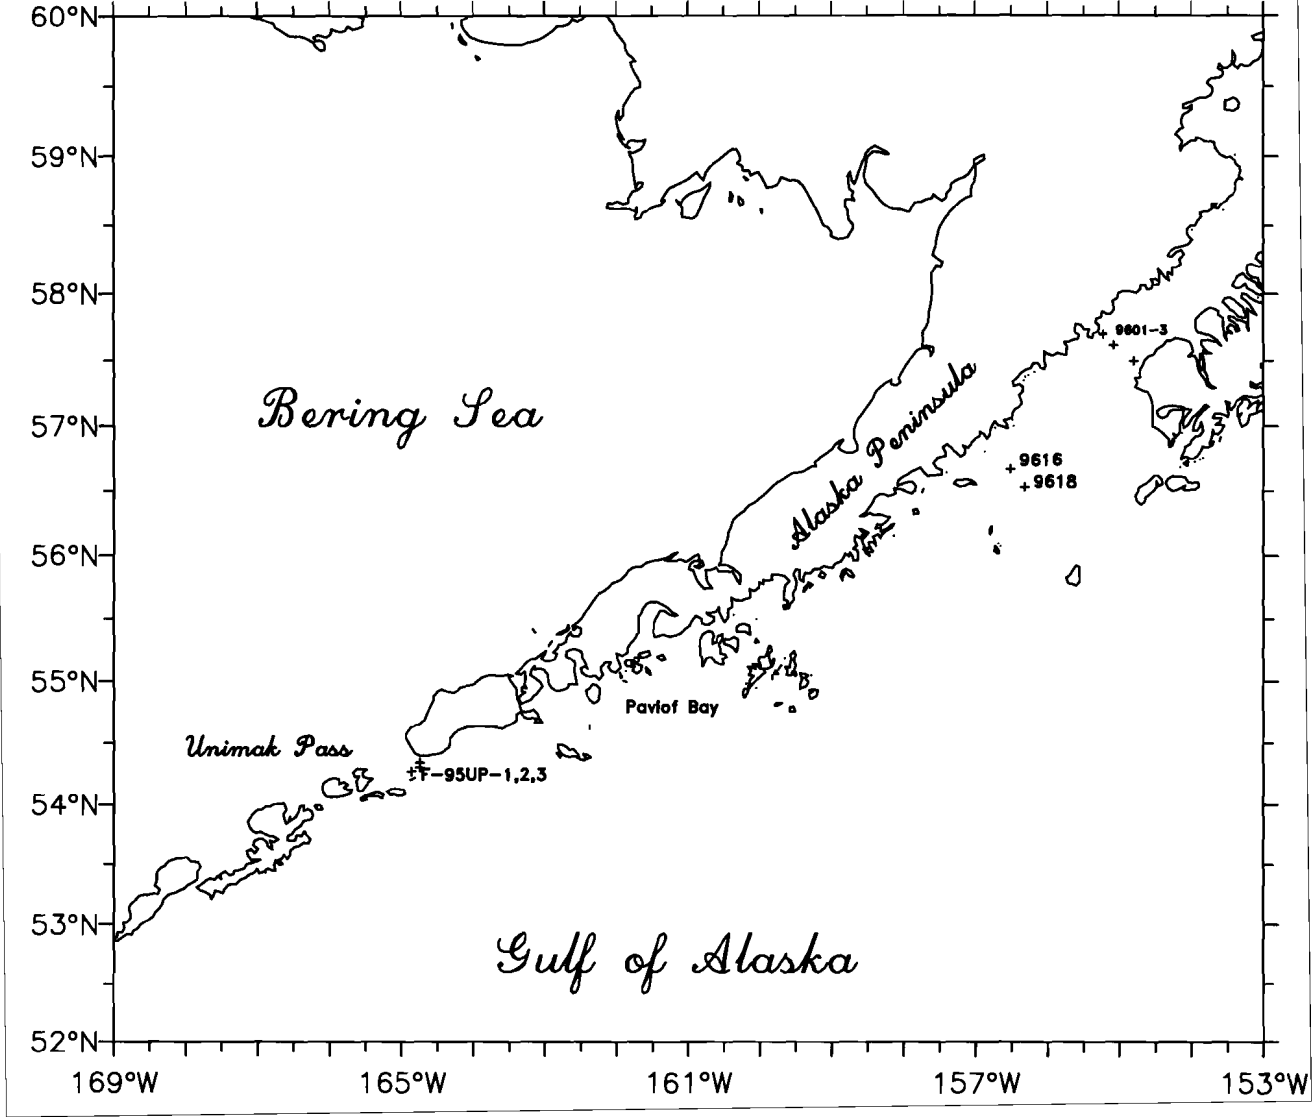 60°N
59°N
58°N
9601-3
Alaska Peninsula
Bering Sea
57°N
9616
9618
56°N
55°N
Pavlof Bay
Unimak Pass
F-95UP-1,2,3
54°N
53°N
Gulf of Alaska
52°N
169°W 165°W 161°W 157°W 153°W